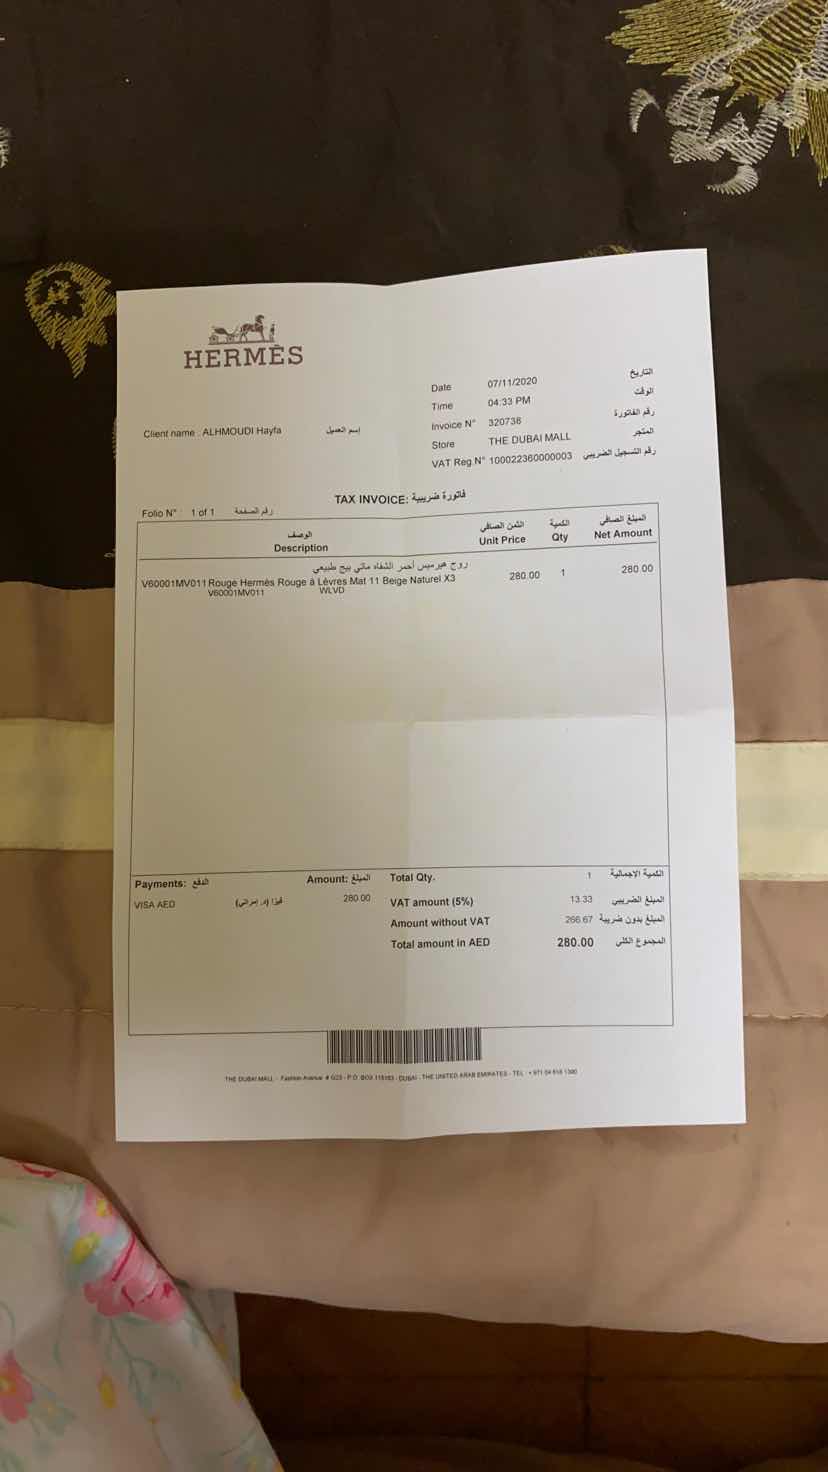 HERMÈS
Date 07/11/2020 التاريخ
Time 04:33 PM الوقت
Invoice N° 320738 رقم الفاتورة
Store THE DUBAI MALL المتجر
VAT Reg.N° 100022360000003 رقم التسجيل الضريبي
Client name : ALHMOUDI Hayfa إسم العميل
TAX INVOICE: فاتورة ضريبية
Folio N° : 1 of 1 رقم الصفحة
الوصف الثمن الصافي الكمية المبلغ الصافي
Description Unit Price Qty Net Amount
روج هيرميس أحمر الشفاه ماتي بيج طبيعي
V60001MV011 Rouge Hermès Rouge à Lèvres Mat 11 Beige Naturel X3 280.00 1 280.00
V60001MV011 WLVD
Payments: الدفع Amount: المبلغ Total Qty. 1 الكمية الاجمالية
VISA AED فيزا (د. إمراتي) 280.00 VAT amount (5%) 13.33 المبلغ الضريبي
Amount without VAT 266.67 المبلغ بدون ضريبة
Total amount in AED 280.00 المجموع الكلي
THE DUBAI MALL - Fashion Avenue # G23 - P.O. BOX 115163 - DUBAI - THE UNITED ARAB EMIRATES - TEL : + 971 04